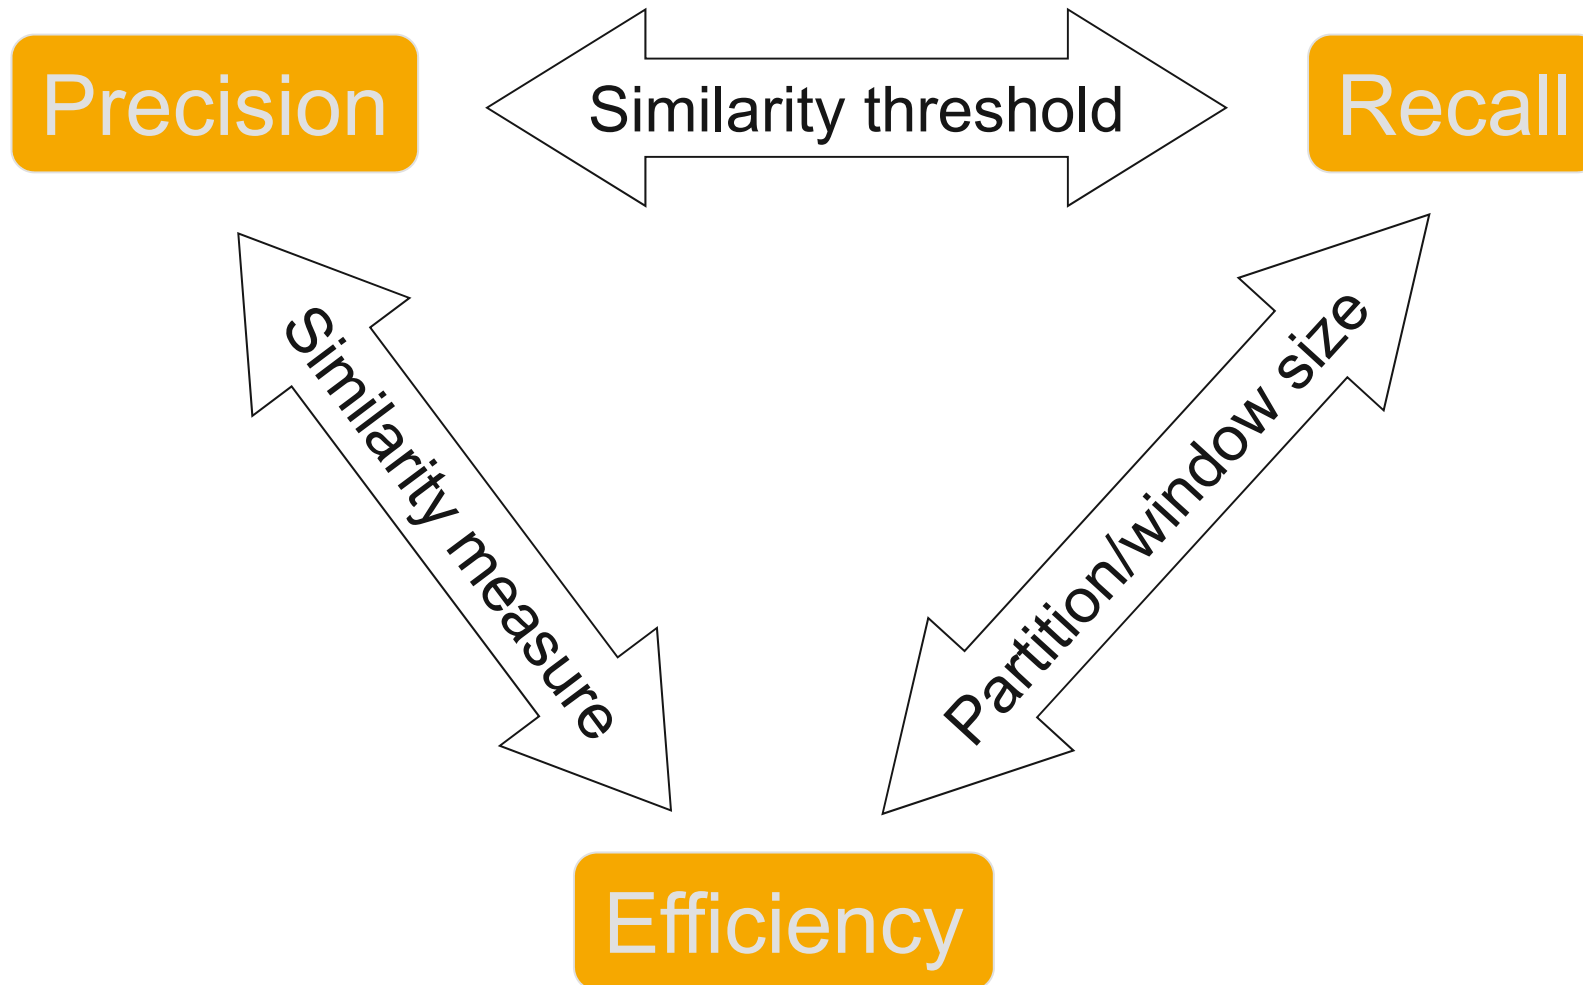 Precision
Similarity threshold
Recall
Similarity measure
Partition/window size
Efficiency